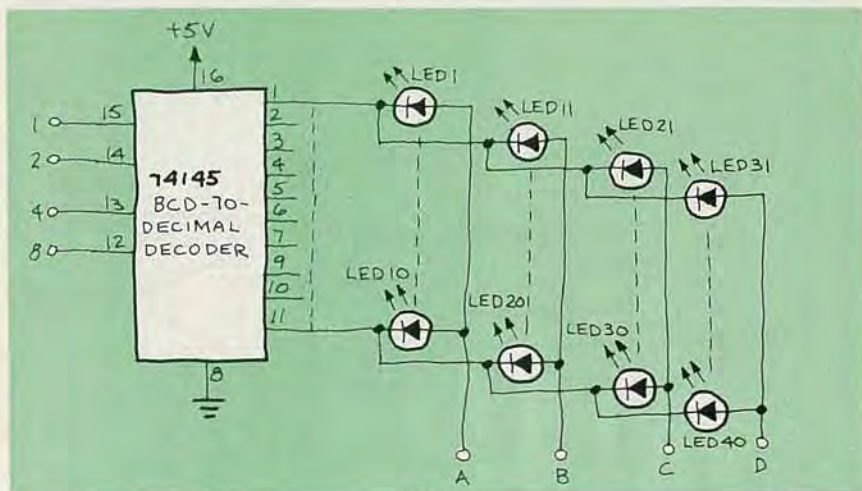 +5V
16
1 15
2 14
4 13
8 12
74145
BCD-TO-
DECIMAL
DECODER
8
1
2
3
4
5
6
7
9
10
11
LED1
LED11
LED21
LED31
LED10
LED20
LED30
LED40
A B C D